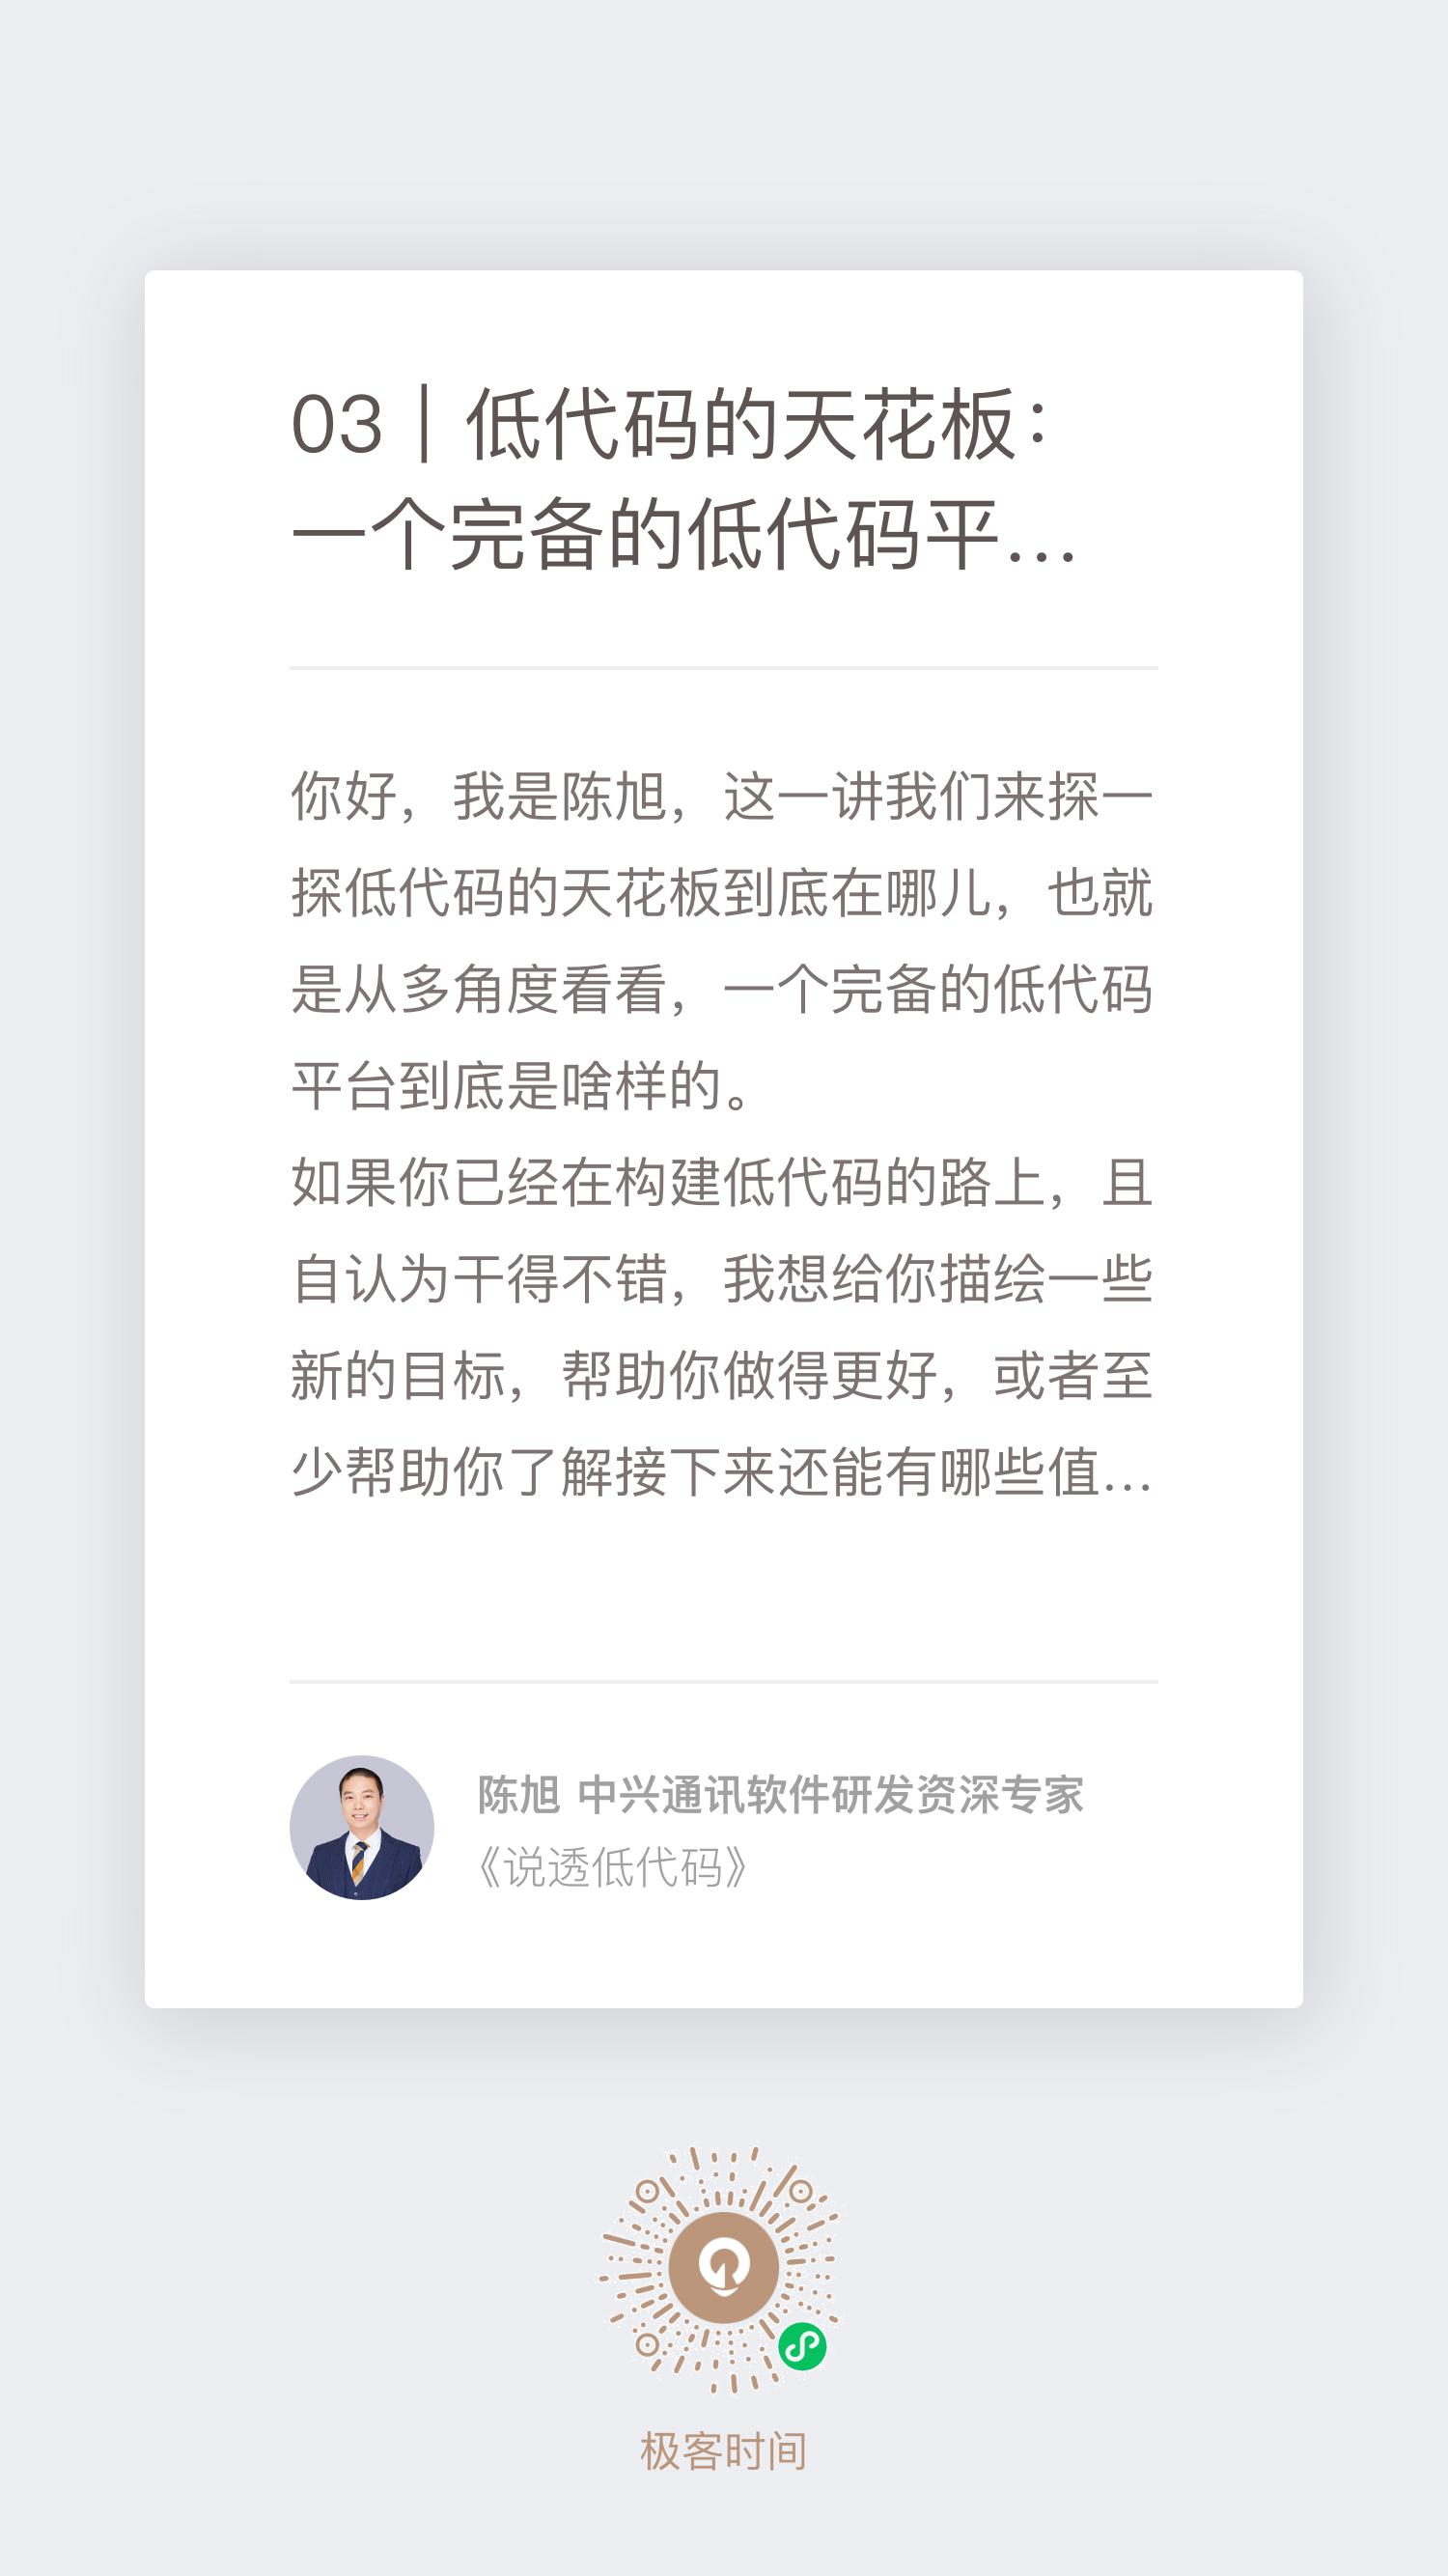 03｜低代码的天花板：
一个完备的低代码平...
你好，我是陈旭，这一讲我们来探一
探低代码的天花板到底在哪儿，也就
是从多角度看看，一个完备的低代码
平台到底是啥样的。
如果你已经在构建低代码的路上，且
自认为干得不错，我想给你描绘一些
新的目标，帮助你做得更好，或者至
少帮助你了解接下来还能有哪些值...
陈旭 中兴通讯软件研发资深专家
《说透低代码》
极客时间